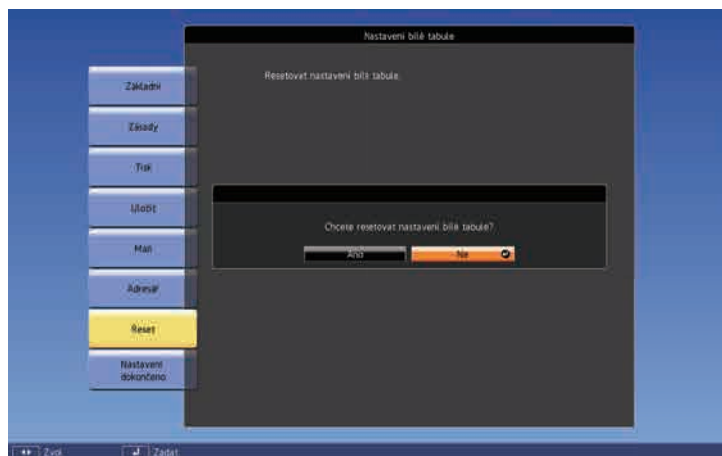 Nastavení bílé tabule
Resetovat nastavení bílé tabule.
Základní
Zásady
Tisk
Uložit
Mail
Adresář
Reset
Nastavení
dokončeno
Chcete resetovat nastavení bílé tabule?
Ano
Ne
Zvol
Zadat